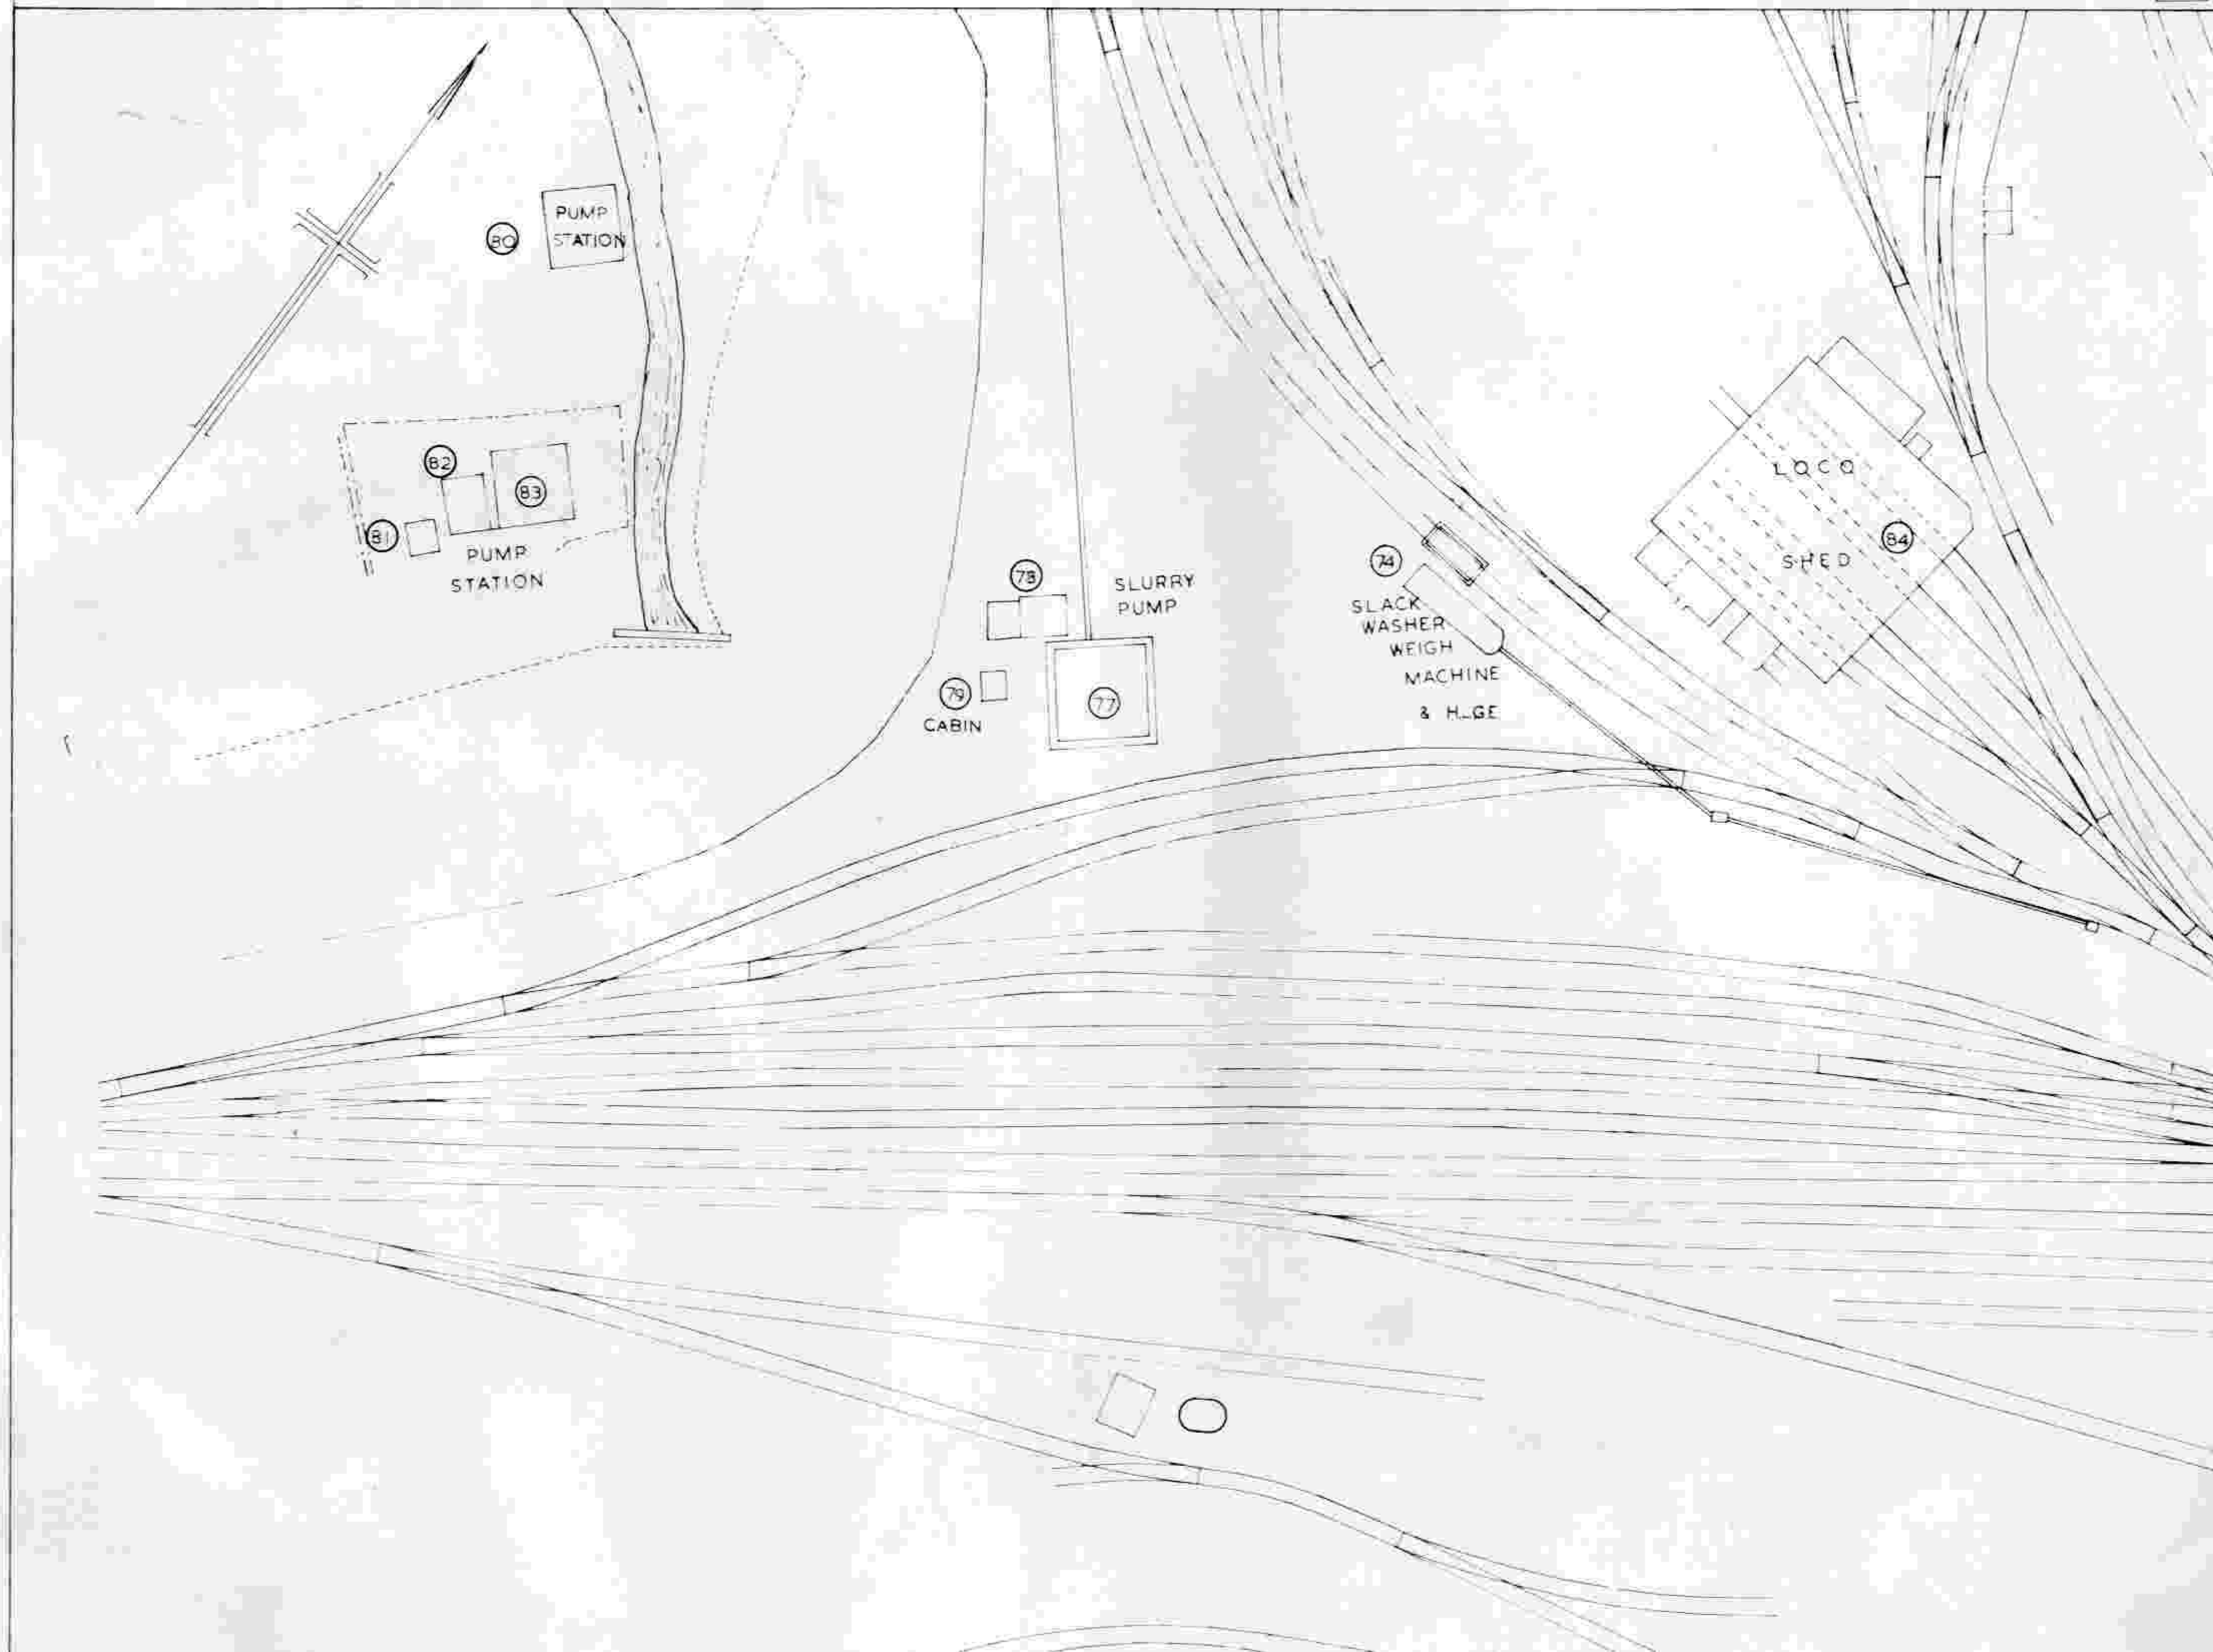 PUMP
STATION
80
82
83
81
PUMP
STATION
78
SLURRY
PUMP
79
CABIN
77
74
SLACK
WASHER
WEIGH
MACHINE
&
LOCO
84
SHED